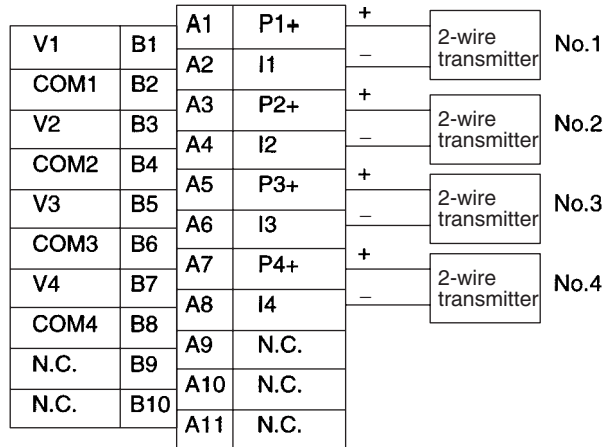 A1 P1+ +
2-wire transmitter No.1
V1 B1
A2 I1 −
COM1 B2
A3 P2+ +
2-wire transmitter No.2
V2 B3
A4 I2 −
COM2 B4
A5 P3+ +
2-wire transmitter No.3
V3 B5
A6 I3 −
COM3 B6
A7 P4+ +
2-wire transmitter No.4
V4 B7
A8 I4 −
COM4 B8
A9 N.C.
N.C. B9
A10 N.C.
N.C. B10
A11 N.C.